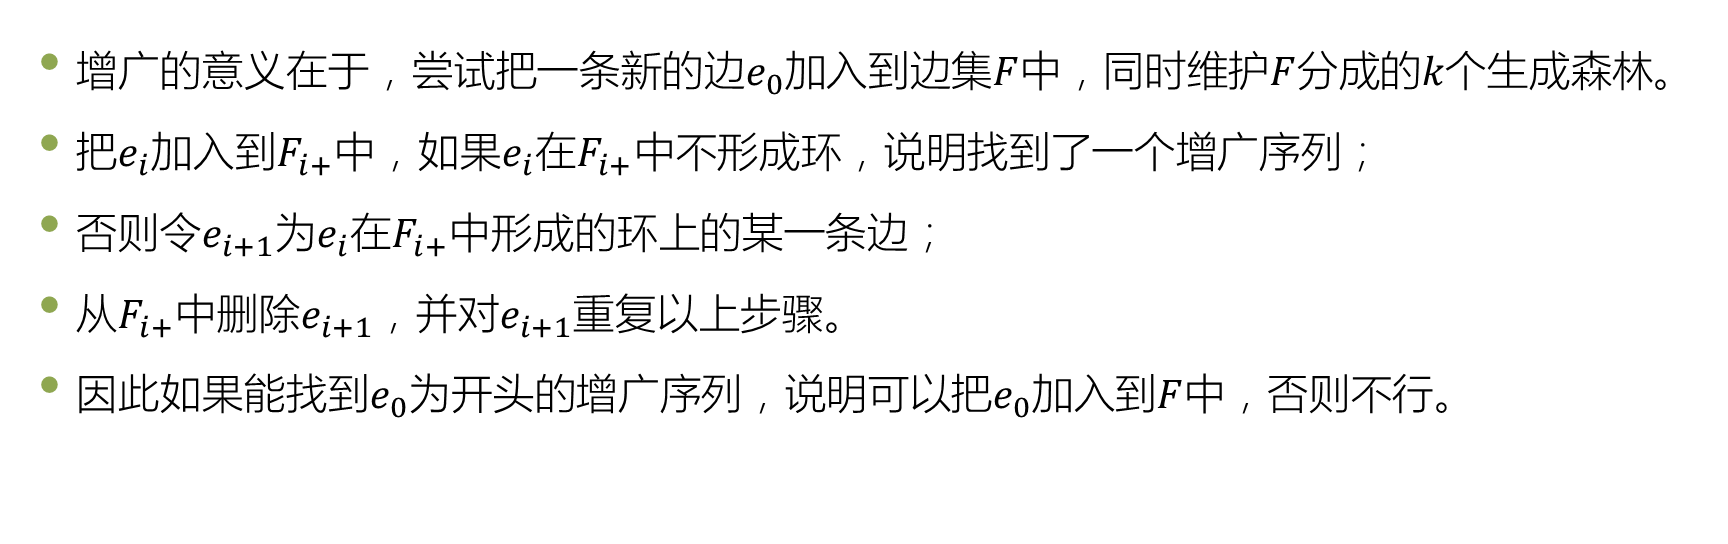 • 增广的意义在于，尝试把一条新的边e₀加入到边集F中，同时维护F分成的k个生成森林。
• 把eᵢ加入到Fᵢ₊中，如果eᵢ在Fᵢ₊中不形成环，说明找到了一个增广序列；
• 否则令eᵢ₊₁为eᵢ在Fᵢ₊中形成的环上的某一条边；
• 从Fᵢ₊中删除eᵢ₊₁，并对eᵢ₊₁重复以上步骤。
• 因此如果能找到e₀为开头的增广序列，说明可以把e₀加入到F中，否则不行。